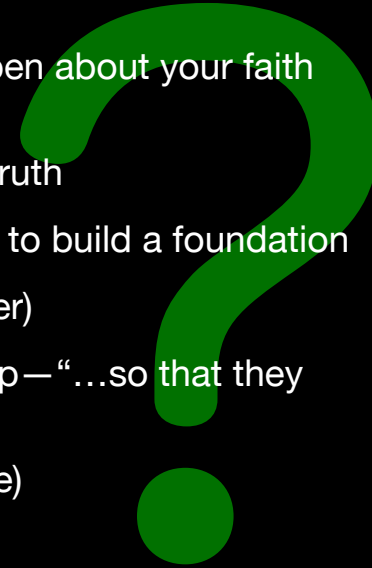 pen about your faith
ruth
to build a foundation
er)
p—“…so that they
e)